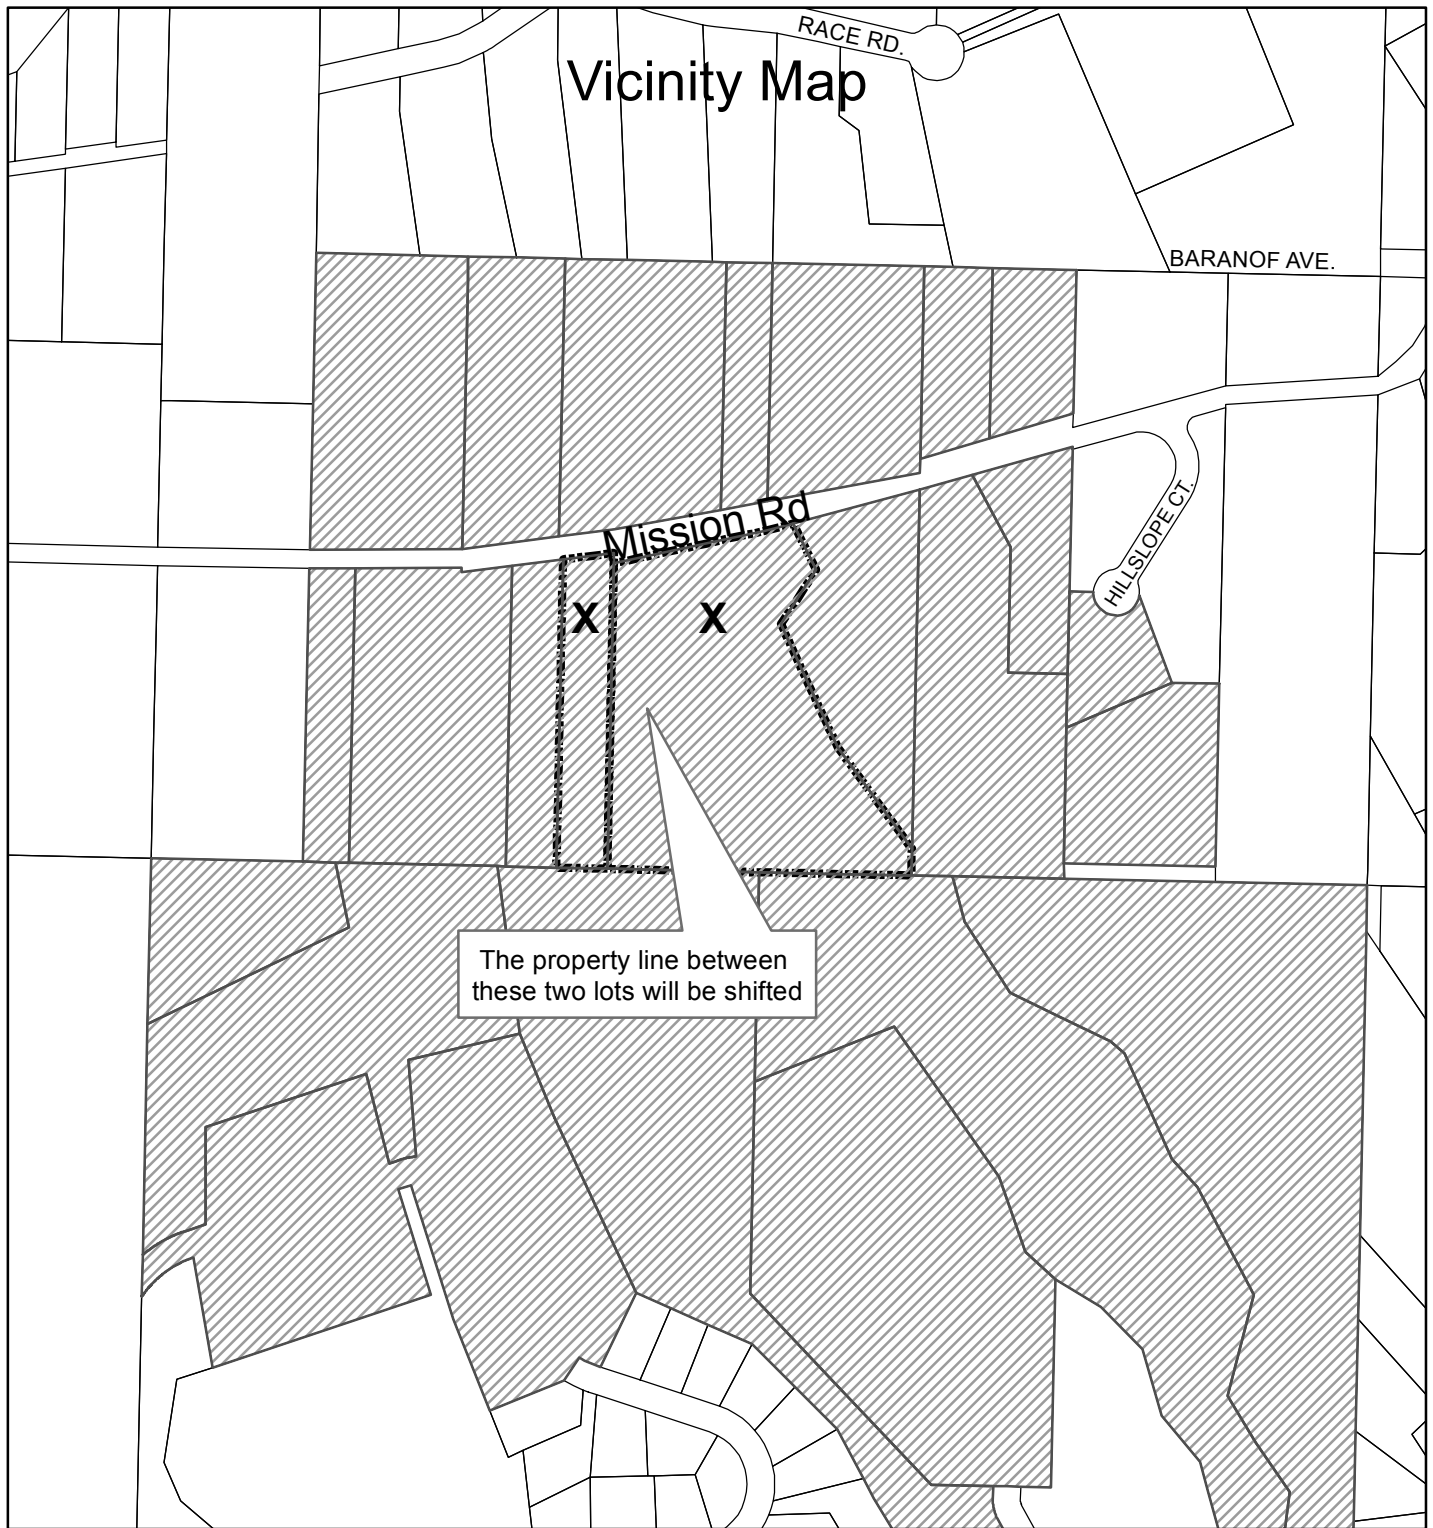 RACE RD.
Vicinity Map
BARANOF AVE.
Mission Rd
HILLSLOPE CT.
X X
The property line between
these two lots will be shifted